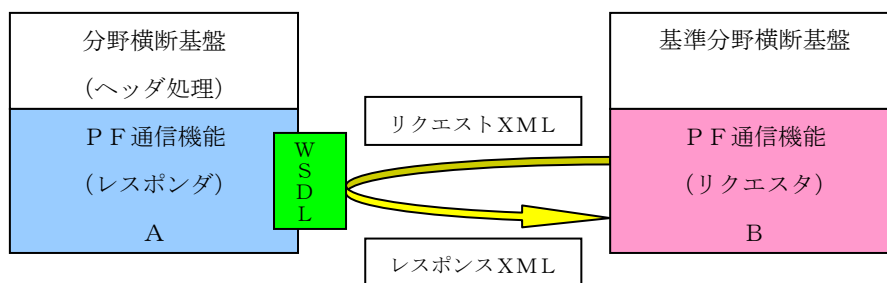 分野横断基盤
（ヘッダ処理）
ＰＦ通信機能
（レスポンダ）
Ａ
ＷＳＤＬ
リクエストＸＭＬ
レスポンスＸＭＬ
基準分野横断基盤
ＰＦ通信機能
（リクエスタ）
Ｂ